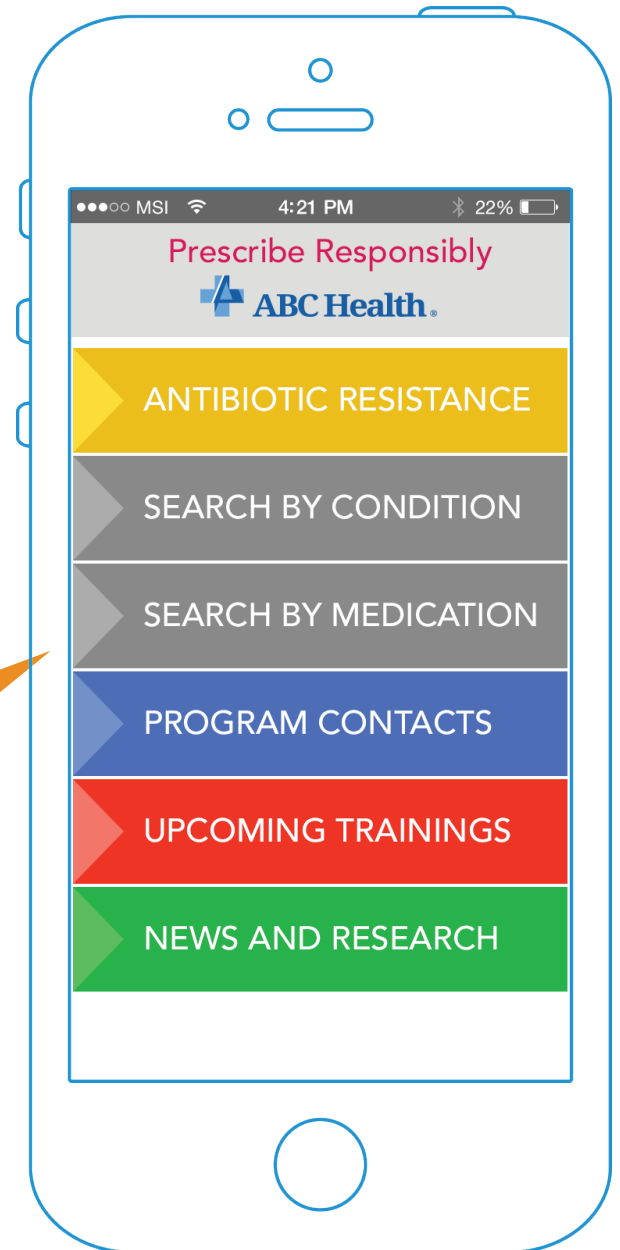 MSI 4:21 PM 22%
Prescribe Responsibly
ABC Health®
ANTIBIOTIC RESISTANCE
SEARCH BY CONDITION
SEARCH BY MEDICATION
PROGRAM CONTACTS
UPCOMING TRAININGS
NEWS AND RESEARCH